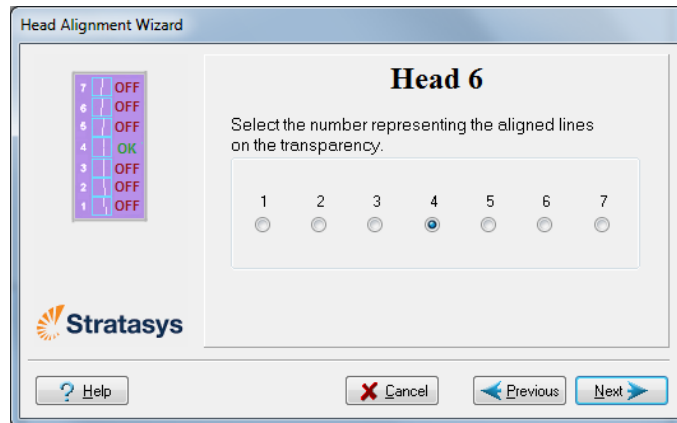 Head Alignment Wizard
7 OFF
6 OFF
5 OFF
4 OK
3 OFF
2 OFF
1 OFF
Stratasys
Head 6
Select the number representing the aligned lines
on the transparency.
1 2 3 4 5 6 7
? Help
Cancel
Previous
Next